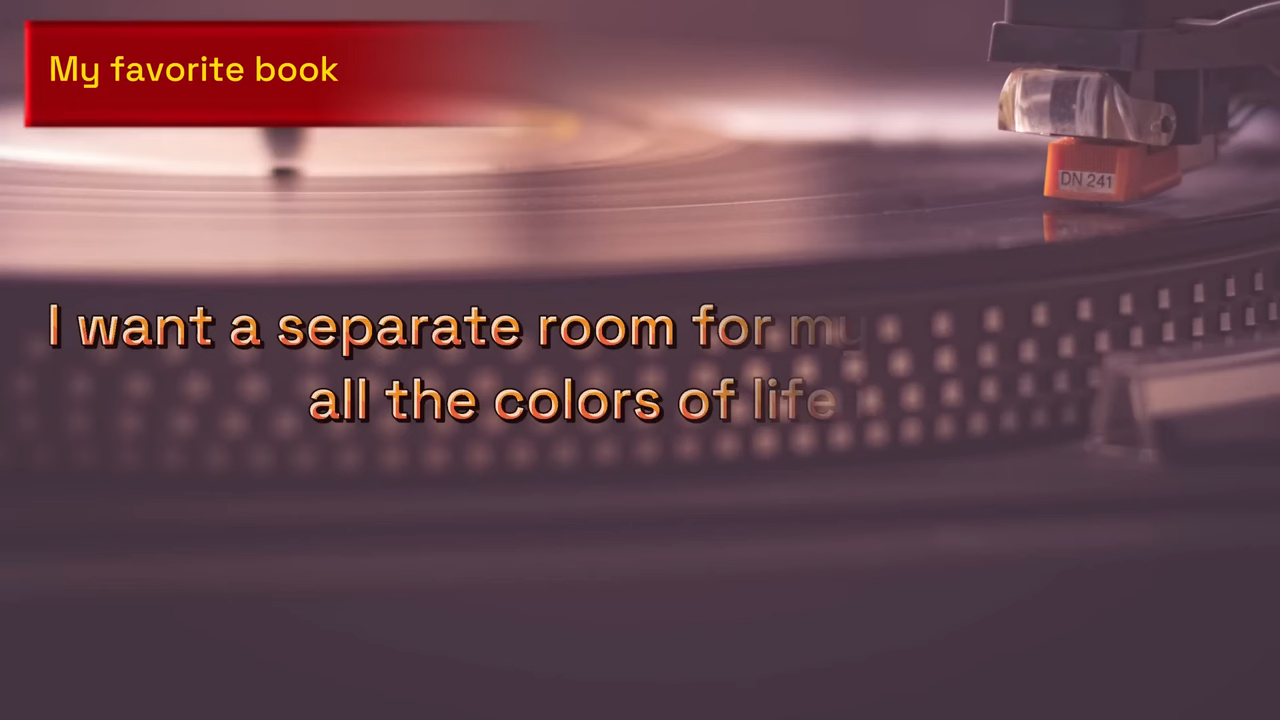 My favorite book
DN 241
I want a separate room for my
all the colors of life